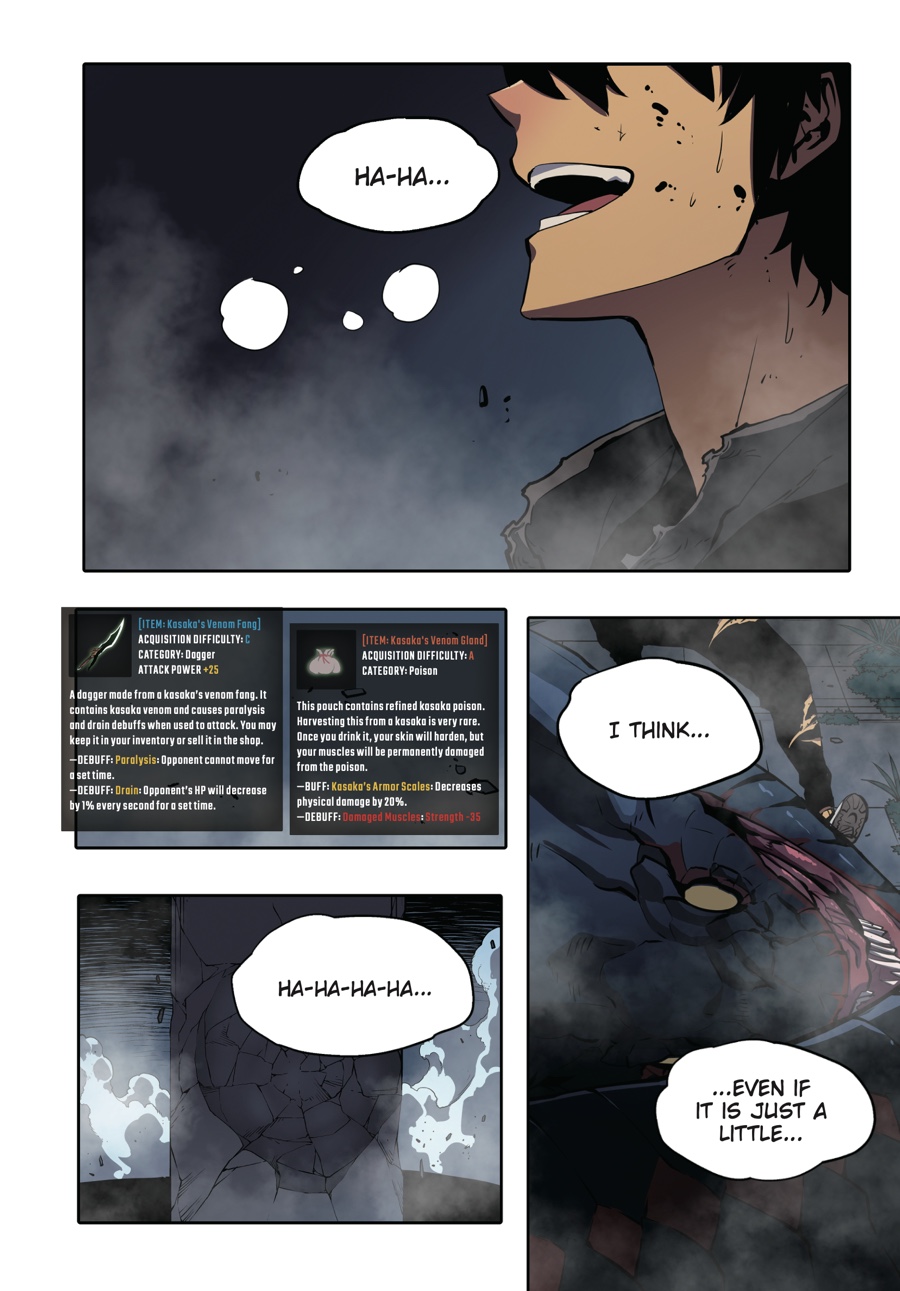 HA-HA...
[ITEM: Kasaka's Venom Fang]
ACQUISITION DIFFICULTY: C
CATEGORY: Dagger
ATTACK POWER +25
A dagger made from a kasaka's venom fang. It
contains kasaka venom and causes paralysis
and drain debuffs when used to attack. You may
keep it in your inventory or sell it in the shop.
—DEBUFF: Paralysis: Opponent cannot move for
a set time.
—DEBUFF: Drain: Opponent's HP will decrease
by 1% every second for a set time.
[ITEM: Kasaka's Venom Gland]
ACQUISITION DIFFICULTY: A
CATEGORY: Poison
This pouch contains refined kasaka poison.
Harvesting this from a kasaka is very rare.
Once you drink it, your skin will harden, but
your muscles will be permanently damaged
from the poison.
—BUFF: Kasaka's Armor Scales: Decreases
physical damage by 20%.
—DEBUFF: Damaged Muscles: Strength -35
I THINK...
HA-HA-HA-HA...
...EVEN IF
IT IS JUST A
LITTLE...